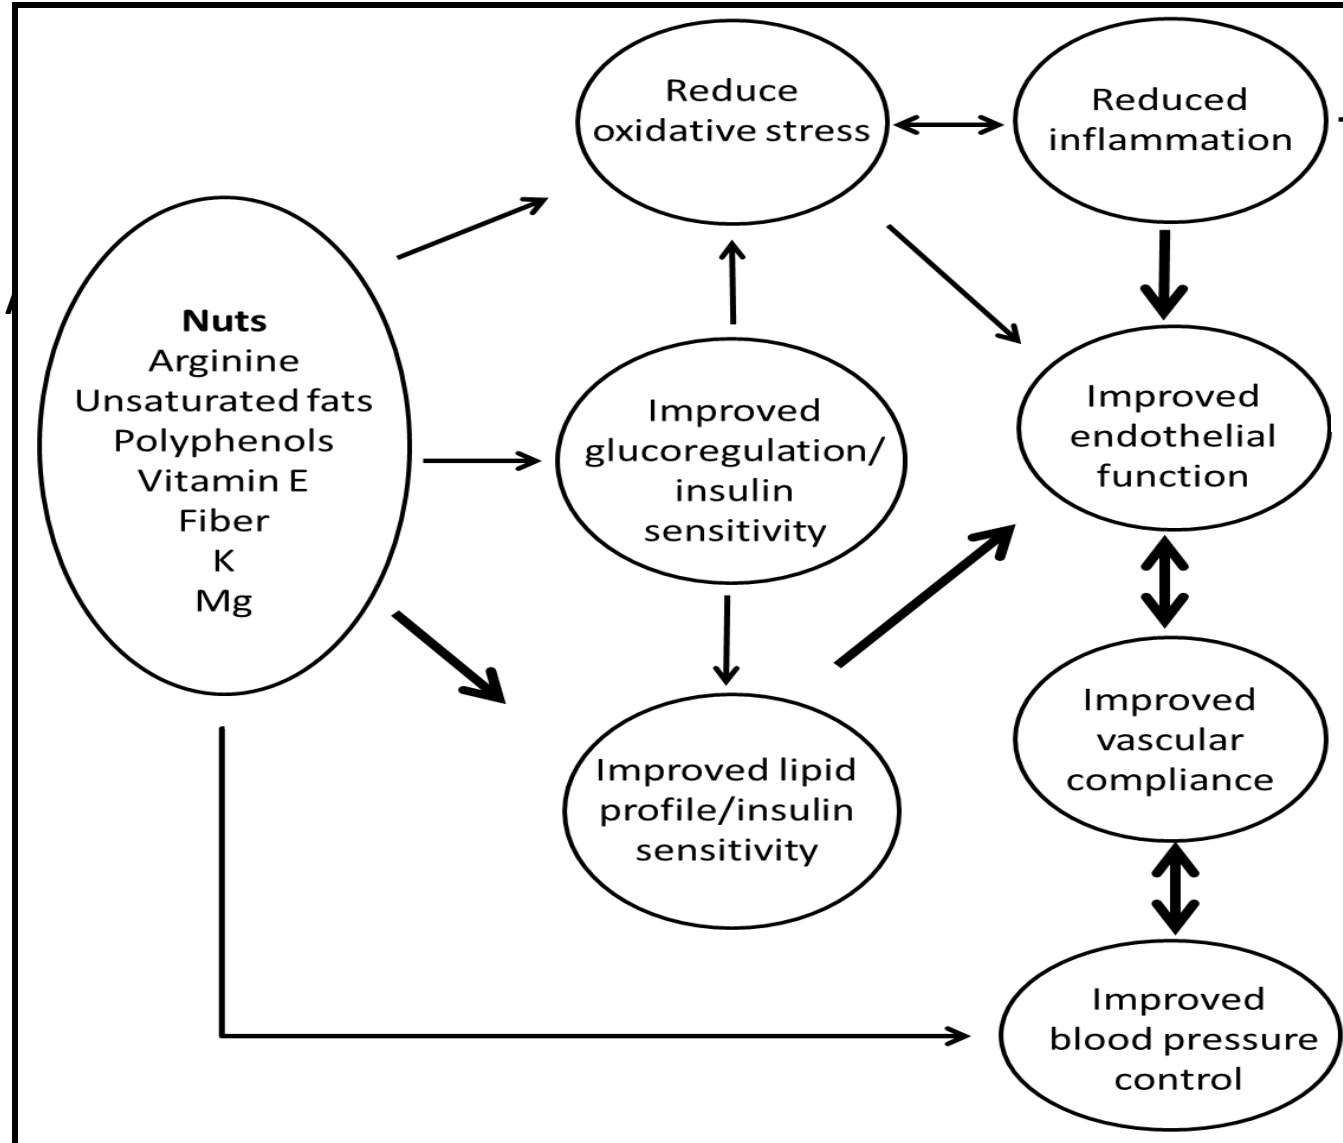 Reduce
oxidative stress
Reduced
inflammation
Nuts
Arginine
Unsaturated fats
Polyphenols
Vitamin E
Fiber
K
Mg
Improved
glucoregulation/
insulin
sensitivity
Improved
endothelial
function
Improved lipid
profile/insulin
sensitivity
Improved
vascular
compliance
Improved
blood pressure
control